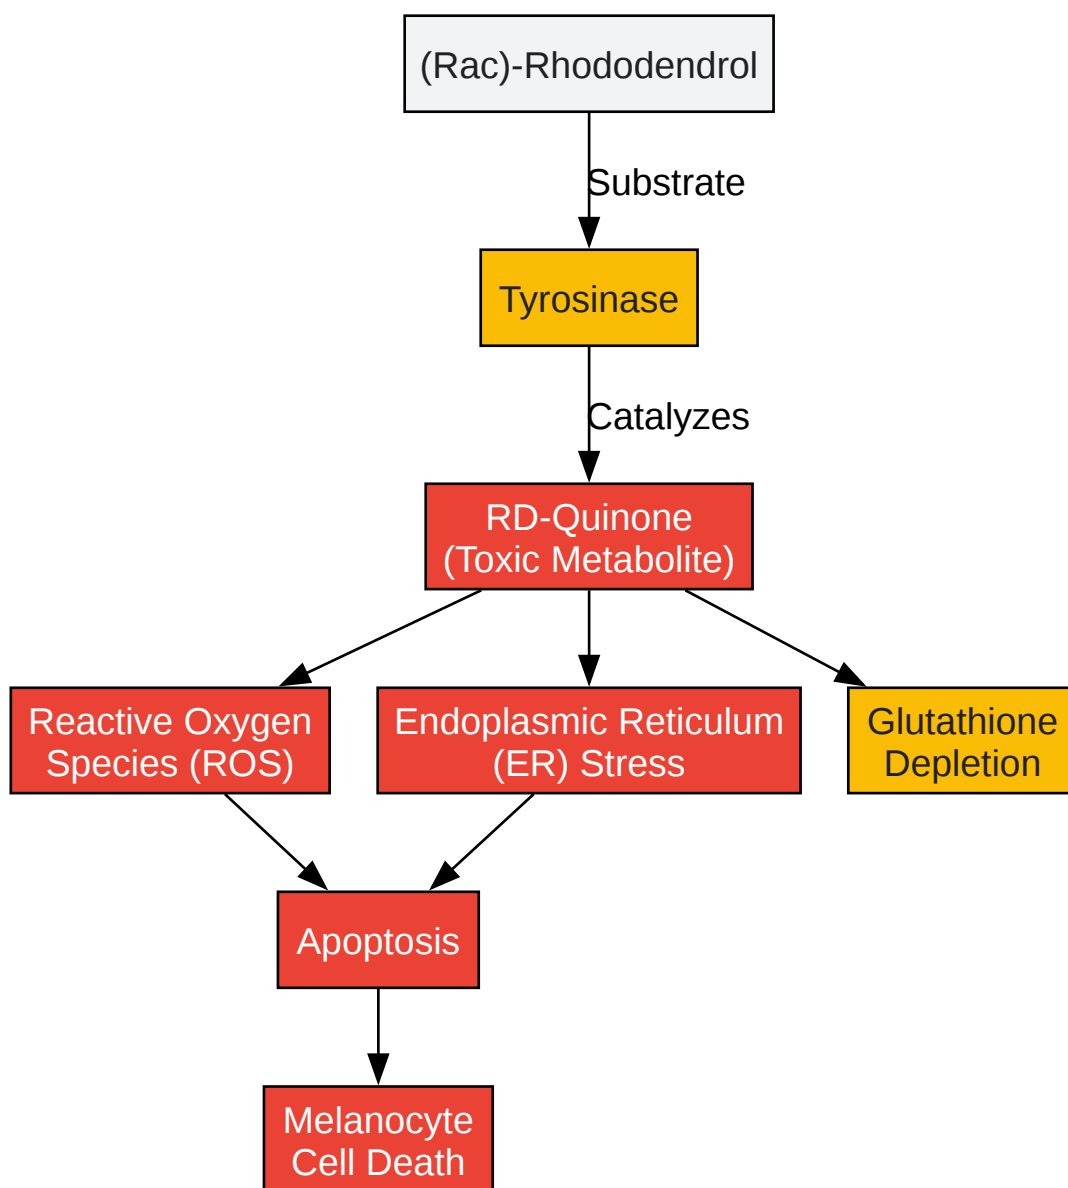 (Rac)-Rhododendrol
Substrate
Tyrosinase
Catalyzes
RD-Quinone
(Toxic Metabolite)
Reactive Oxygen
Species (ROS)
Endoplasmic Reticulum
(ER) Stress
Glutathione
Depletion
Apoptosis
Melanocyte
Cell Death